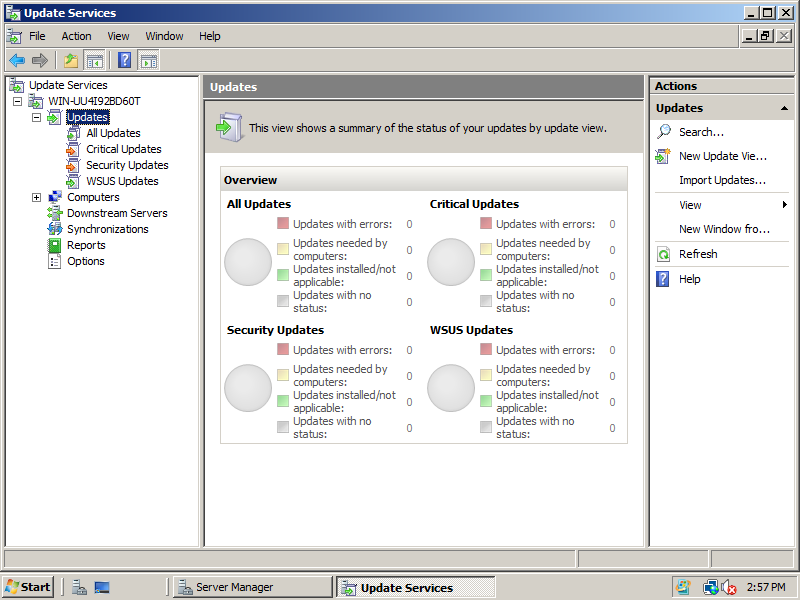 Update Services
File Action View Window Help
Update Services
WIN-UU4I92BD60T
Updates
All Updates
Critical Updates
Security Updates
WSUS Updates
Computers
Downstream Servers
Synchronizations
Reports
Options
Updates
This view shows a summary of the status of your updates by update view.
Overview
All Updates
Updates with errors: 0
Updates needed by
computers: 0
Updates installed/not
applicable: 0
Updates with no
status: 0
Critical Updates
Updates with errors: 0
Updates needed by
computers: 0
Updates installed/not
applicable: 0
Updates with no
status: 0
Security Updates
Updates with errors: 0
Updates needed by
computers: 0
Updates installed/not
applicable: 0
Updates with no
status: 0
WSUS Updates
Updates with errors: 0
Updates needed by
computers: 0
Updates installed/not
applicable: 0
Updates with no
status: 0
Actions
Updates
Search...
New Update Vie...
Import Updates...
View
New Window fro...
Refresh
Help
Start
Server Manager
Update Services
2:57 PM